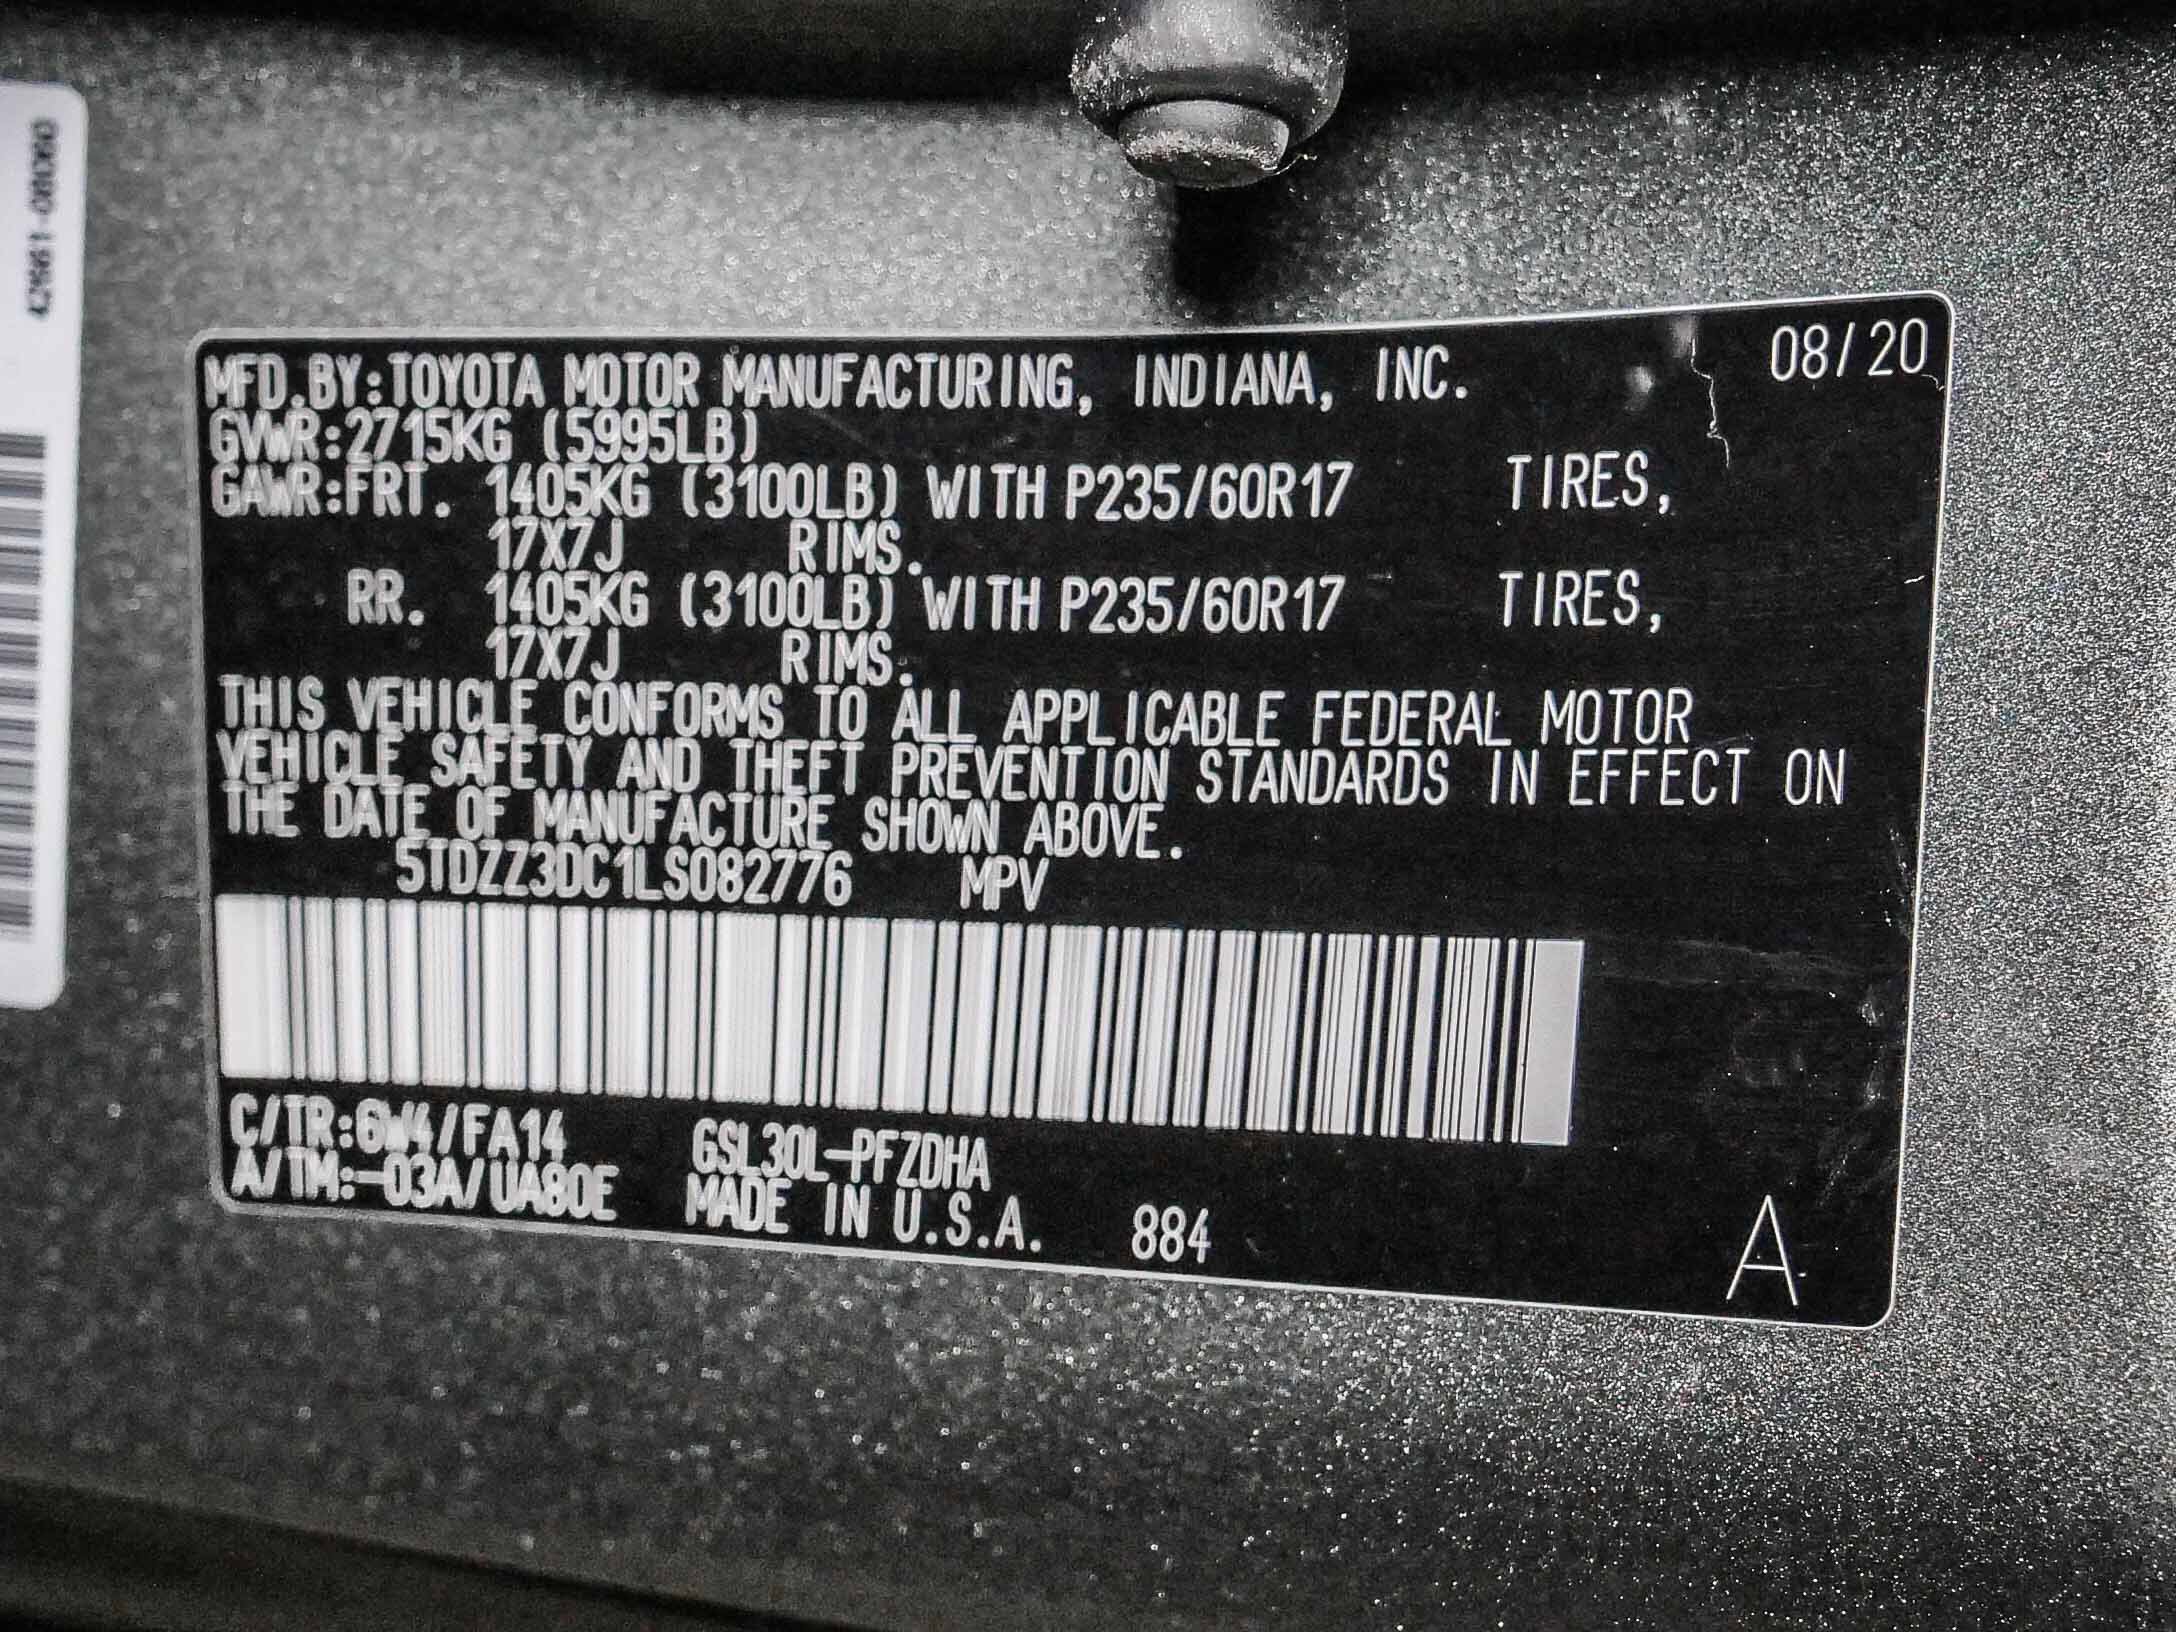 42661-08060
08/20
MFD.BY:TOYOTA MOTOR MANUFACTURING, INDIANA, INC.
GVWR:2715KG (5995LB)
GAWR:FRT. 1405KG (3100LB) WITH P235/60R17 TIRES,
17X7J RIMS.
RR. 1405KG (3100LB) WITH P235/60R17 TIRES,
17X7J RIMS.
THIS VEHICLE CONFORMS TO ALL APPLICABLE FEDERAL MOTOR
VEHICLE SAFETY AND THEFT PREVENTION STANDARDS IN EFFECT ON
THE DATE OF MANUFACTURE SHOWN ABOVE.
5TDZZ3DC1LS082776 MPV
C/TR:6W4/FA14 GSL30L-PFZDHA
A/TM:-03A/UA80E MADE IN U.S.A. 884
A